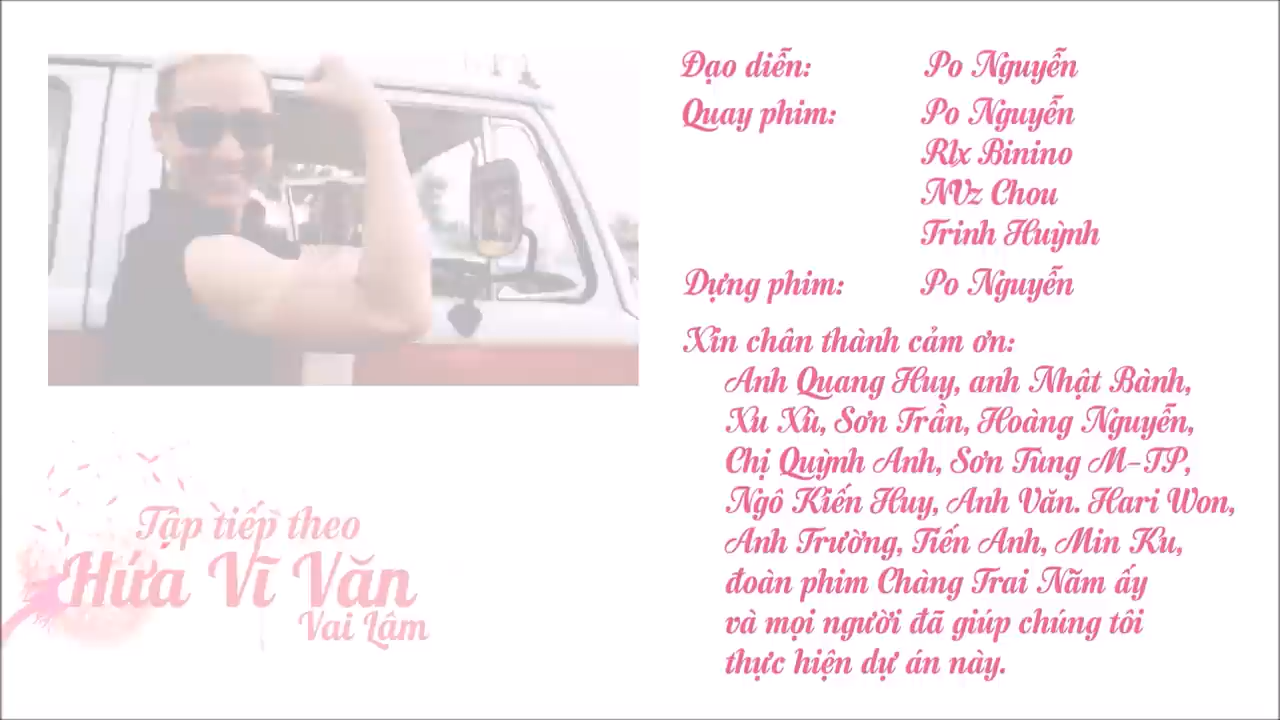 Đạo diễn: Po Nguyễn
Quay phim: Po Nguyễn
Rlx Binino
NVz Chou
Trinh Huỳnh
Dựng phim: Po Nguyễn
Xin chân thành cảm ơn:
Anh Quang Huy, anh Nhật Bành,
Xu Xù, Sơn Trần, Hoàng Nguyễn,
Chị Quỳnh Anh, Sơn Tùng M-TP,
Ngô Kiến Huy, Anh Văn. Hari Won,
Anh Trường, Tiến Anh, Min Ku,
đoàn phim Chàng Trai Năm ấy
và mọi người đã giúp chúng tôi
thực hiện dự án này.
Tập tiếp theo
Hứa Vĩ Văn
Vai Lâm